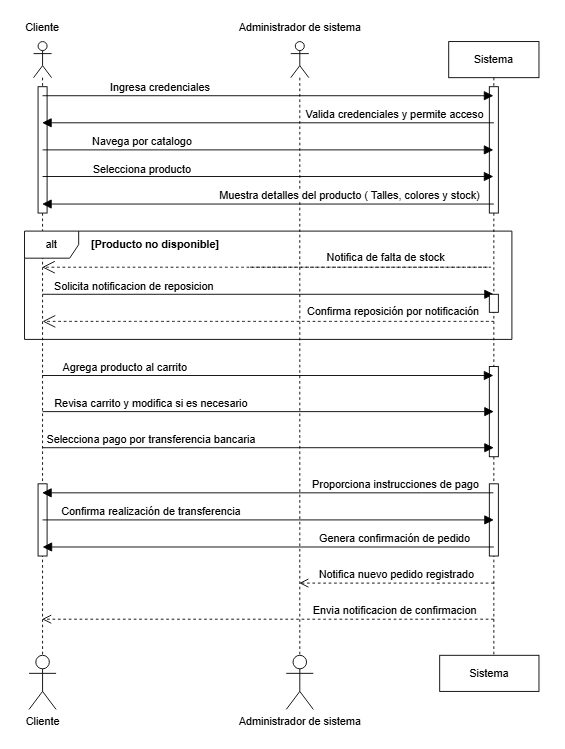 Cliente
Administrador de sistema
Sistema
Ingresa credenciales
Valida credenciales y permite acceso
Navega por catalogo
Selecciona producto
Muestra detalles del producto ( Talles, colores y stock)
alt
[Producto no disponible]
Notifica de falta de stock
Solicita notificacion de reposicion
Confirma reposición por notificación
Agrega producto al carrito
Revisa carrito y modifica si es necesario
Selecciona pago por transferencia bancaria
Proporciona instrucciones de pago
Confirma realización de transferencia
Genera confirmación de pedido
Notifica nuevo pedido registrado
Envia notificacion de confirmacion
Sistema
Cliente
Administrador de sistema